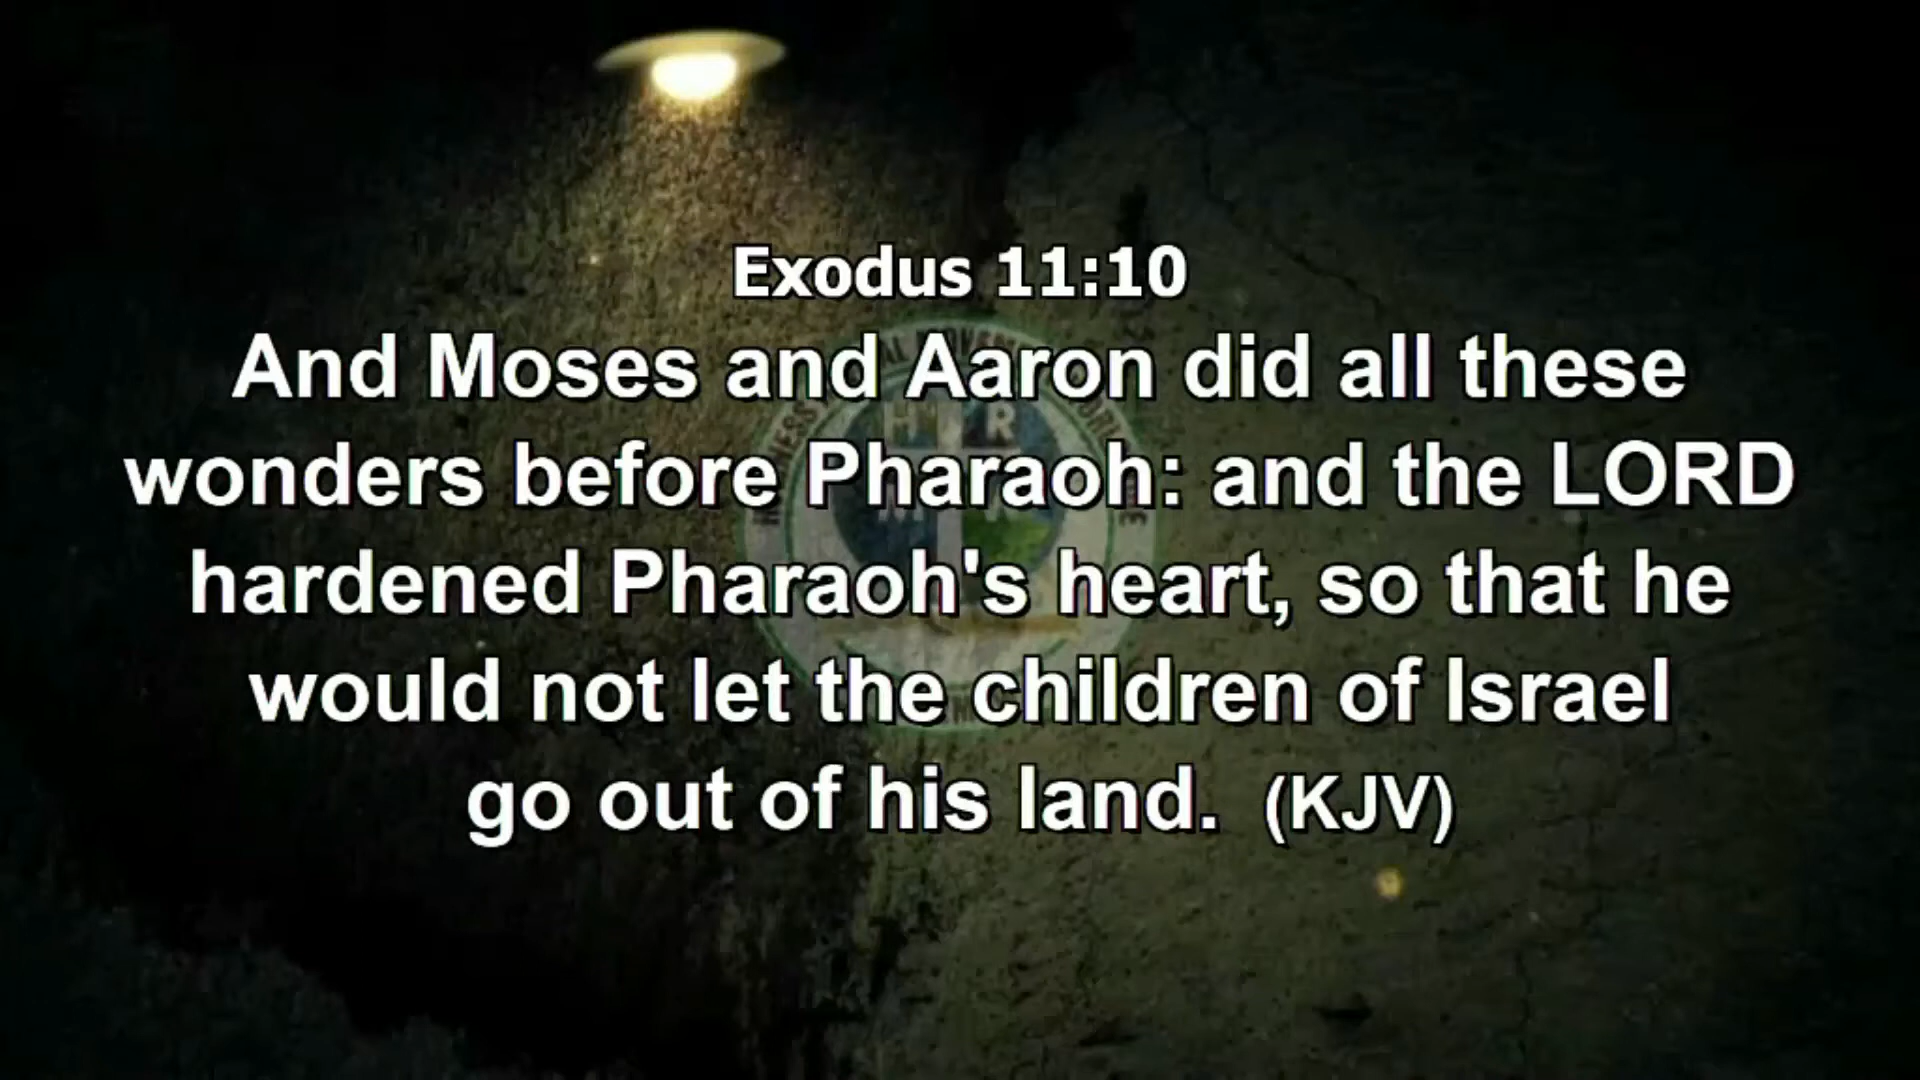 Exodus 11:10
And Moses and Aaron did all these
wonders before Pharaoh: and the LORD
hardened Pharaoh's heart, so that he
would not let the children of Israel
go out of his land. (KJV)
H R
M